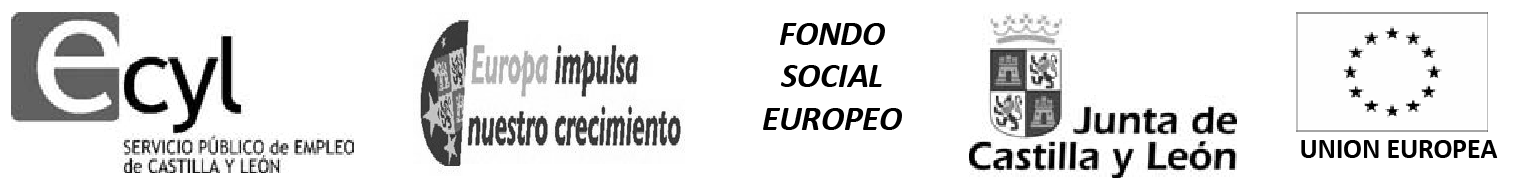 ecyl
SERVICIO PÚBLICO de EMPLEO
de CASTILLA Y LEÓN
Europa impulsa
nuestro crecimiento
FONDO
SOCIAL
EUROPEO
Junta de
Castilla y León
UNION EUROPEA